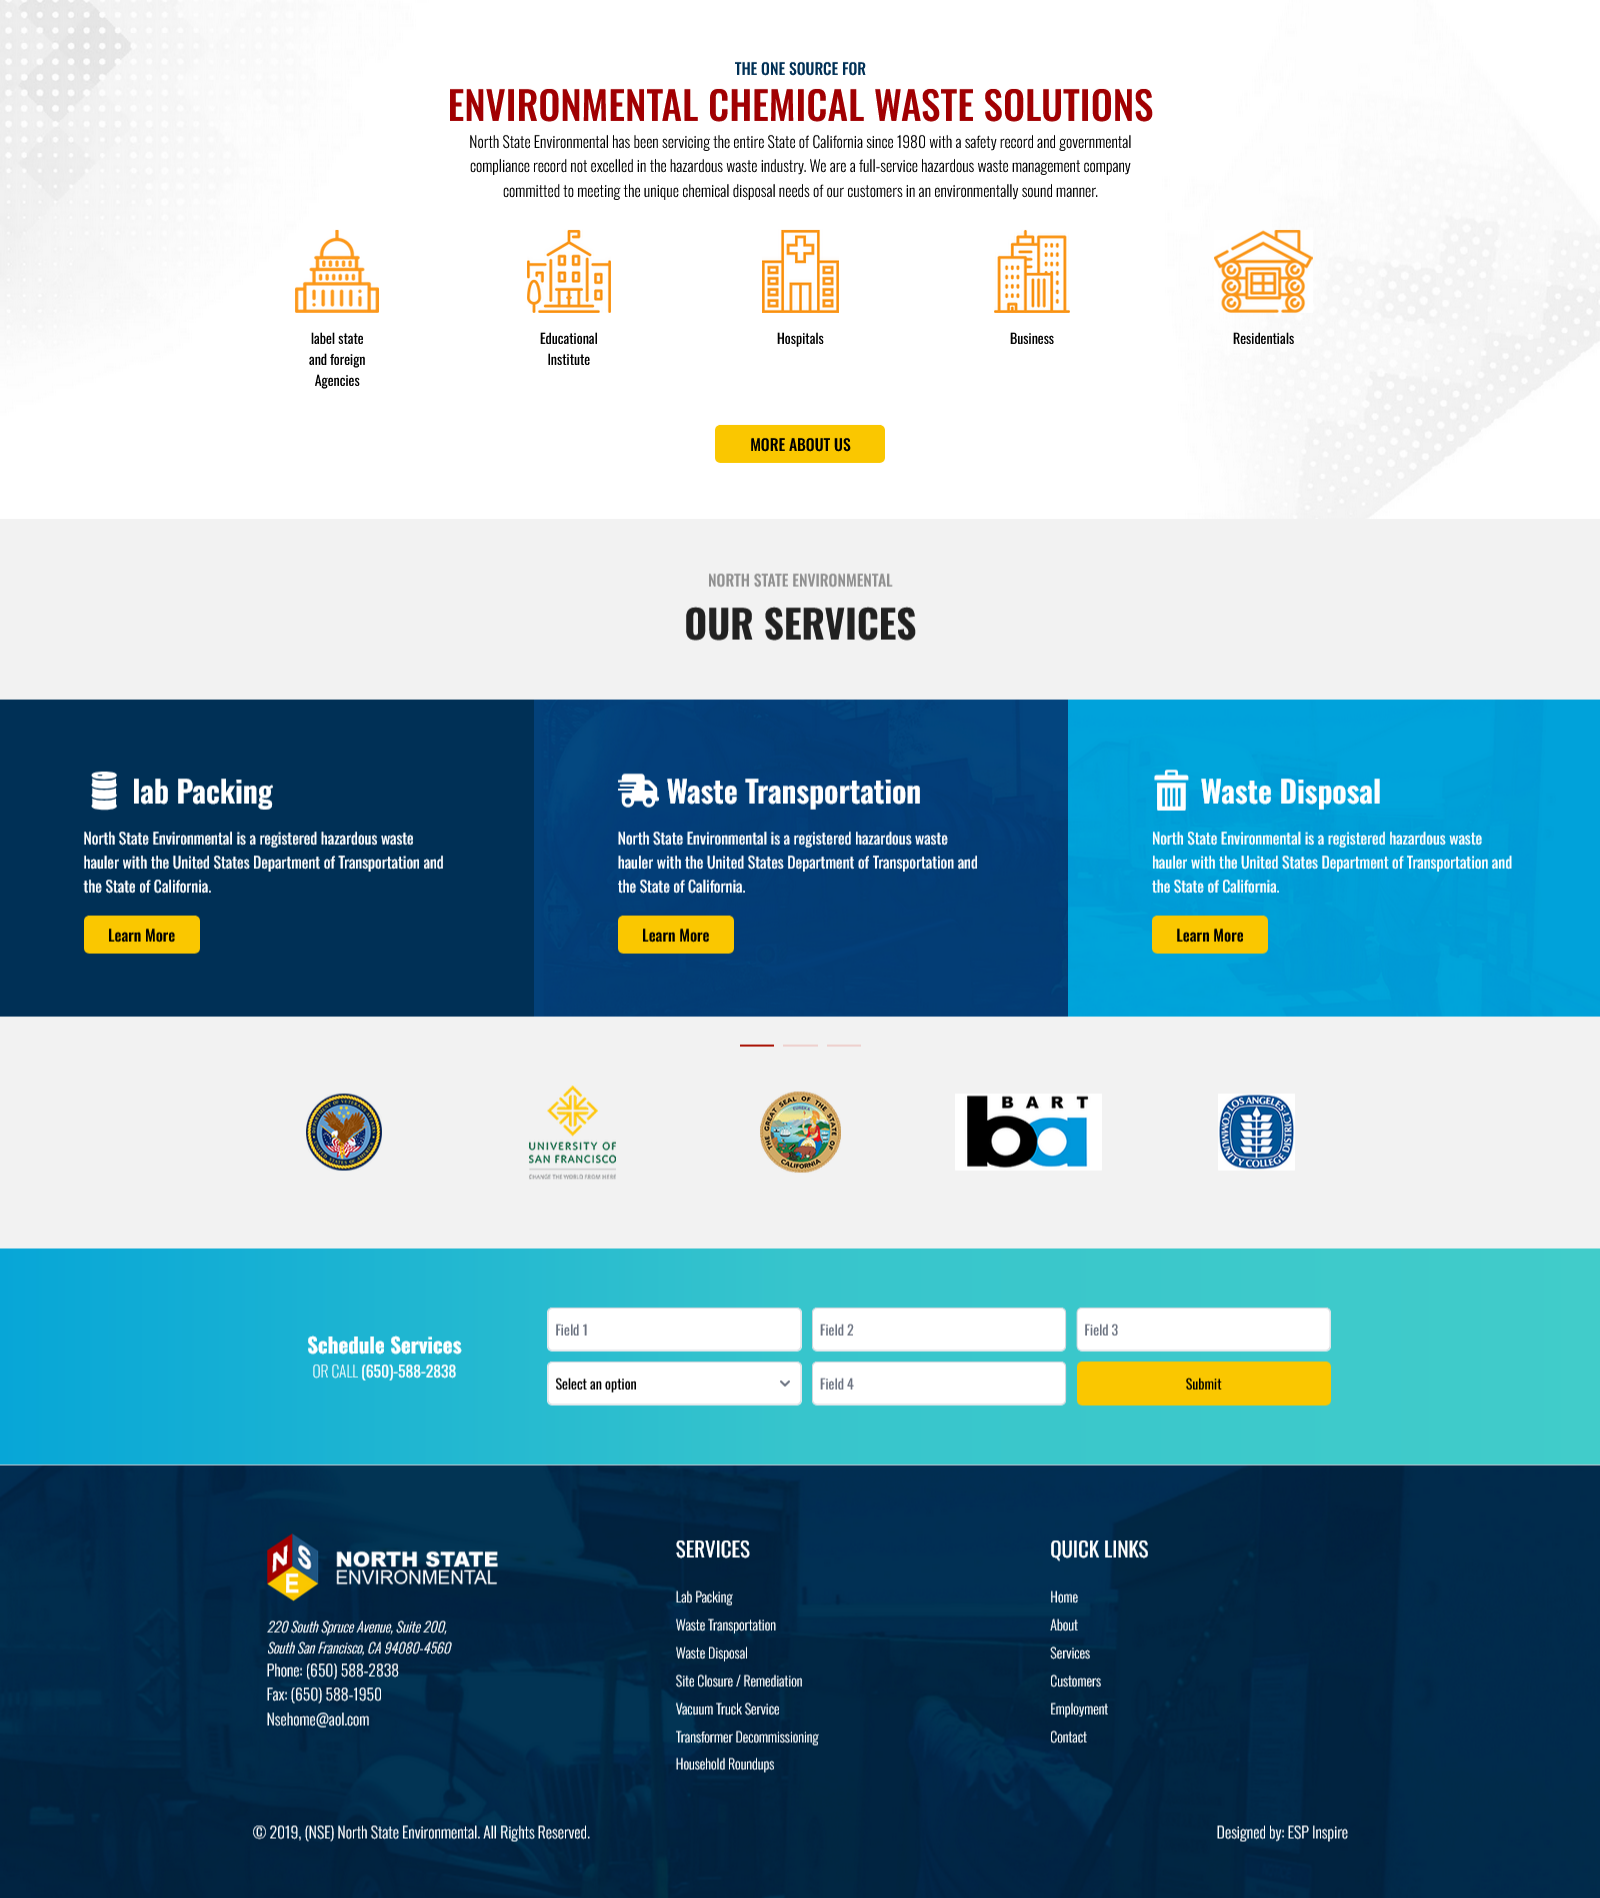 THE ONE SOURCE FOR
ENVIRONMENTAL CHEMICAL WASTE SOLUTIONS
North State Environmental has been servicing the entire State of California since 1980 with a safety record and governmental
compliance record not excelled in the hazardous waste industry. We are a full-service hazardous waste management company
committed to meeting the unique chemical disposal needs of our customers in an environmentally sound manner.
label state
and foreign
Agencies
Educational
Institute
Hospitals
Business
Residentials
MORE ABOUT US
NORTH STATE ENVIRONMENTAL
OUR SERVICES
lab Packing
North State Environmental is a registered hazardous waste
hauler with the United States Department of Transportation and
the State of California.
Learn More
Waste Transportation
North State Environmental is a registered hazardous waste
hauler with the United States Department of Transportation and
the State of California.
Learn More
Waste Disposal
North State Environmental is a registered hazardous waste
hauler with the United States Department of Transportation and
the State of California.
Learn More
UNIVERSITY OF
SAN FRANCISCO
CHANGE THE WORLD FROM HERE
THE GREAT SEAL OF THE STATE OF CALIFORNIA
EUREKA
BART
ba
LOS ANGELES
COMMUNITY COLLEGE DISTRICT
Schedule Services
OR CALL (650)-588-2838
Field 1
Field 2
Field 3
Select an option
Field 4
Submit
NSE
NORTH STATE
ENVIRONMENTAL
220 South Spruce Avenue, Suite 200,
South San Francisco, CA 94080-4560
Phone: (650) 588-2838
Fax: (650) 588-1950
Nsehome@aol.com
SERVICES
Lab Packing
Waste Transportation
Waste Disposal
Site Closure / Remediation
Vacuum Truck Service
Transformer Decommissioning
Household Roundups
QUICK LINKS
Home
About
Services
Customers
Employment
Contact
© 2019, (NSE) North State Environmental. All Rights Reserved.
Designed by: ESP Inspire